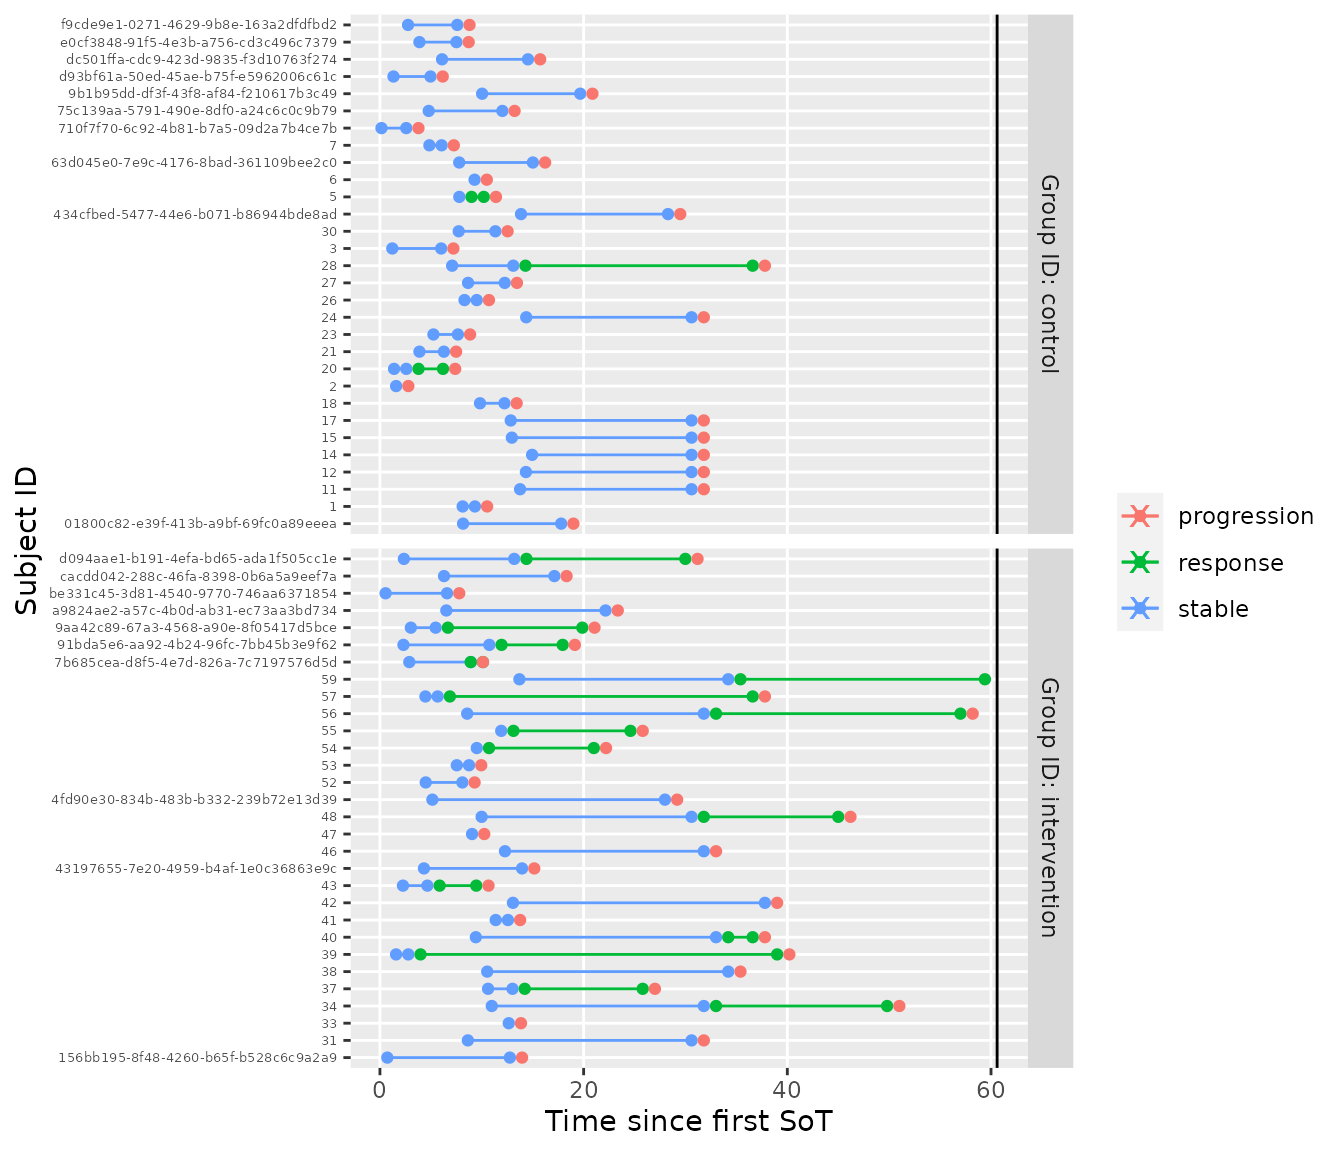 f9cde9e1-0271-4629-9b8e-163a2dfdfbd2
e0cf3848-91f5-4e3b-a756-cd3c496c7379
dc501ffa-cdc9-423d-9835-f3d10763f274
d93bf61a-50ed-45ae-b75f-e5962006c61c
9b1b95dd-df3f-43f8-af84-f210617b3c49
75c139aa-5791-490e-8df0-a24c6c0c9b79
710f7f70-6c92-4b81-b7a5-09d2a7b4ce7b
7
63d045e0-7e9c-4176-8bad-361109bee2c0
6
5
434cfbed-5477-44e6-b071-b86944bde8ad
30
3
28
27
26
24
23
21
20
2
18
17
15
14
12
11
1
01800c82-e39f-413b-a9bf-69fc0a89eeea
Group ID: control
d094aae1-b191-4efa-bd65-ada1f505cc1e
cacdd042-288c-46fa-8398-0b6a5a9eef7a
be331c45-3d81-4540-9770-746aa6371854
a9824ae2-a57c-4b0d-ab31-ec73aa3bd734
9aa42c89-67a3-4568-a90e-8f05417d5bce
91bda5e6-aa92-4b24-96fc-7bb45b3e9f62
7b685cea-d8f5-4e7d-826a-7c7197576d5d
59
57
56
55
54
53
52
4fd90e30-834b-483b-b332-239b72e13d39
48
47
46
43197655-7e20-4959-b4af-1e0c36863e9c
43
42
41
40
39
38
37
34
33
31
156bb195-8f48-4260-b65f-b528c6c9a2a9
Group ID: intervention
Subject ID
0 20 40 60
Time since first SoT
progression
response
stable